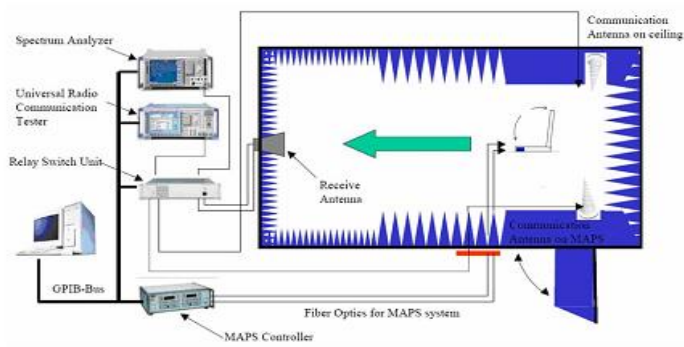 Communication
Antenna on ceiling
Spectrum Analyzer
Universal Radio
Communication
Tester
Relay Switch Unit
Receive
Antenna
Communication
Antenna on MAPS
GPIB-Bus
Fiber Optics for MAPS system
MAPS Controller